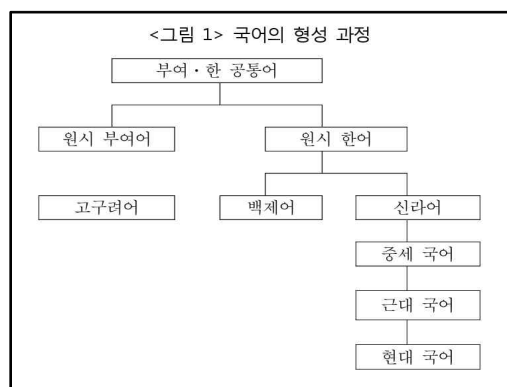 <그림 1> 국어의 형성 과정
부여·한 공통어
원시 부여어 원시 한어
고구려어 백제어 신라어
중세 국어
근대 국어
현대 국어